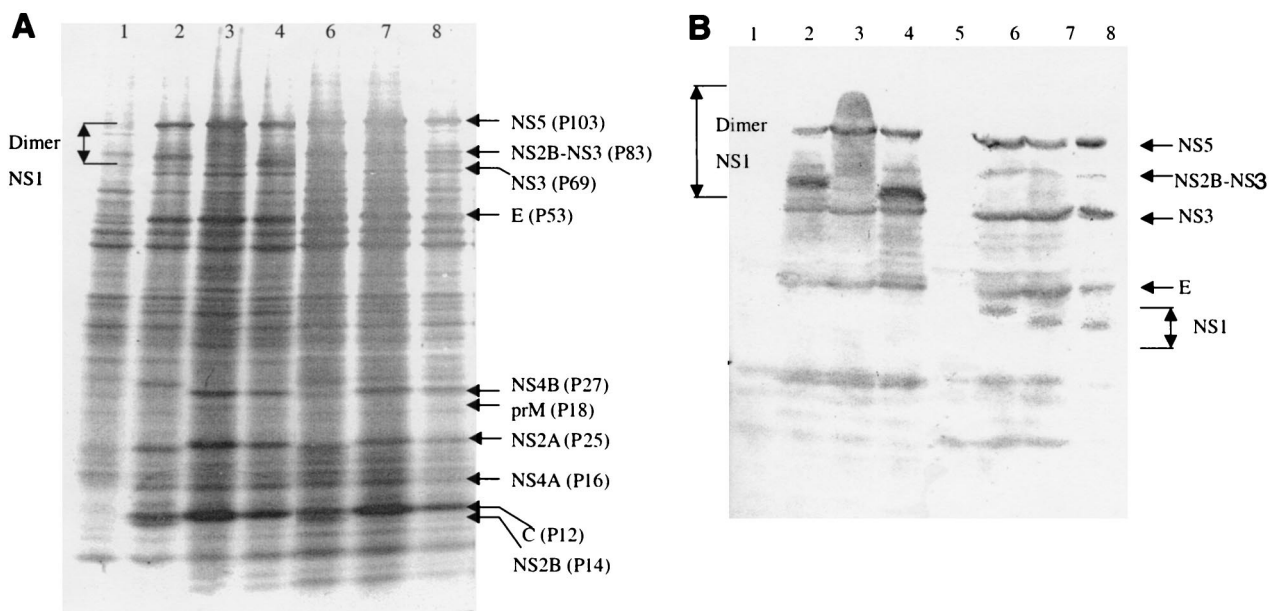 A
1 2 3 4 6 7 8
Dimer
NS1
NS5 (P103)
NS2B-NS3 (P83)
NS3 (P69)
E (P53)
NS4B (P27)
prM (P18)
NS2A (P25)
NS4A (P16)
C (P12)
NS2B (P14)
B
1 2 3 4 5 6 7 8
Dimer
NS1
NS5
NS2B-NS3
NS3
E
NS1